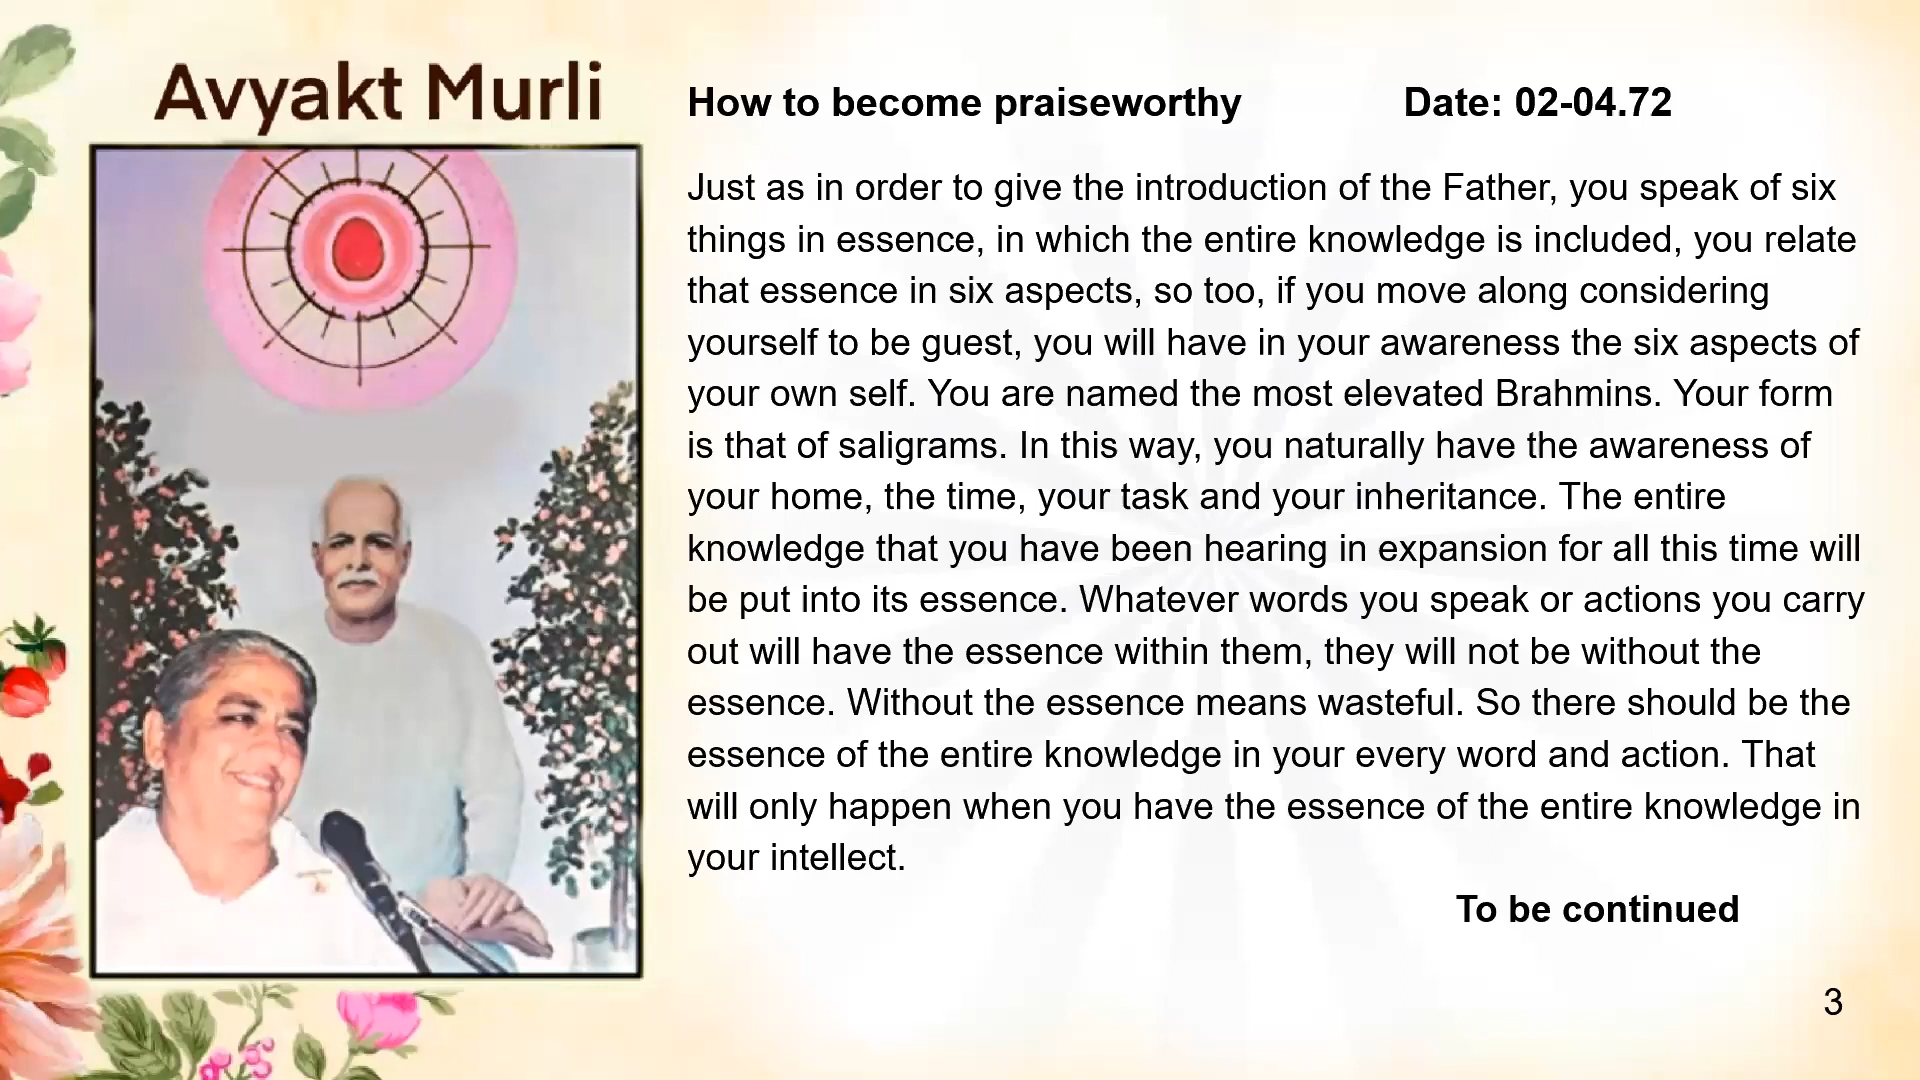 Avyakt Murli
How to become praiseworthy Date: 02-04.72
Just as in order to give the introduction of the Father, you speak of six
things in essence, in which the entire knowledge is included, you relate
that essence in six aspects, so too, if you move along considering
yourself to be guest, you will have in your awareness the six aspects of
your own self. You are named the most elevated Brahmins. Your form
is that of saligrams. In this way, you naturally have the awareness of
your home, the time, your task and your inheritance. The entire
knowledge that you have been hearing in expansion for all this time will
be put into its essence. Whatever words you speak or actions you carry
out will have the essence within them, they will not be without the
essence. Without the essence means wasteful. So there should be the
essence of the entire knowledge in your every word and action. That
will only happen when you have the essence of the entire knowledge in
your intellect.
To be continued
3